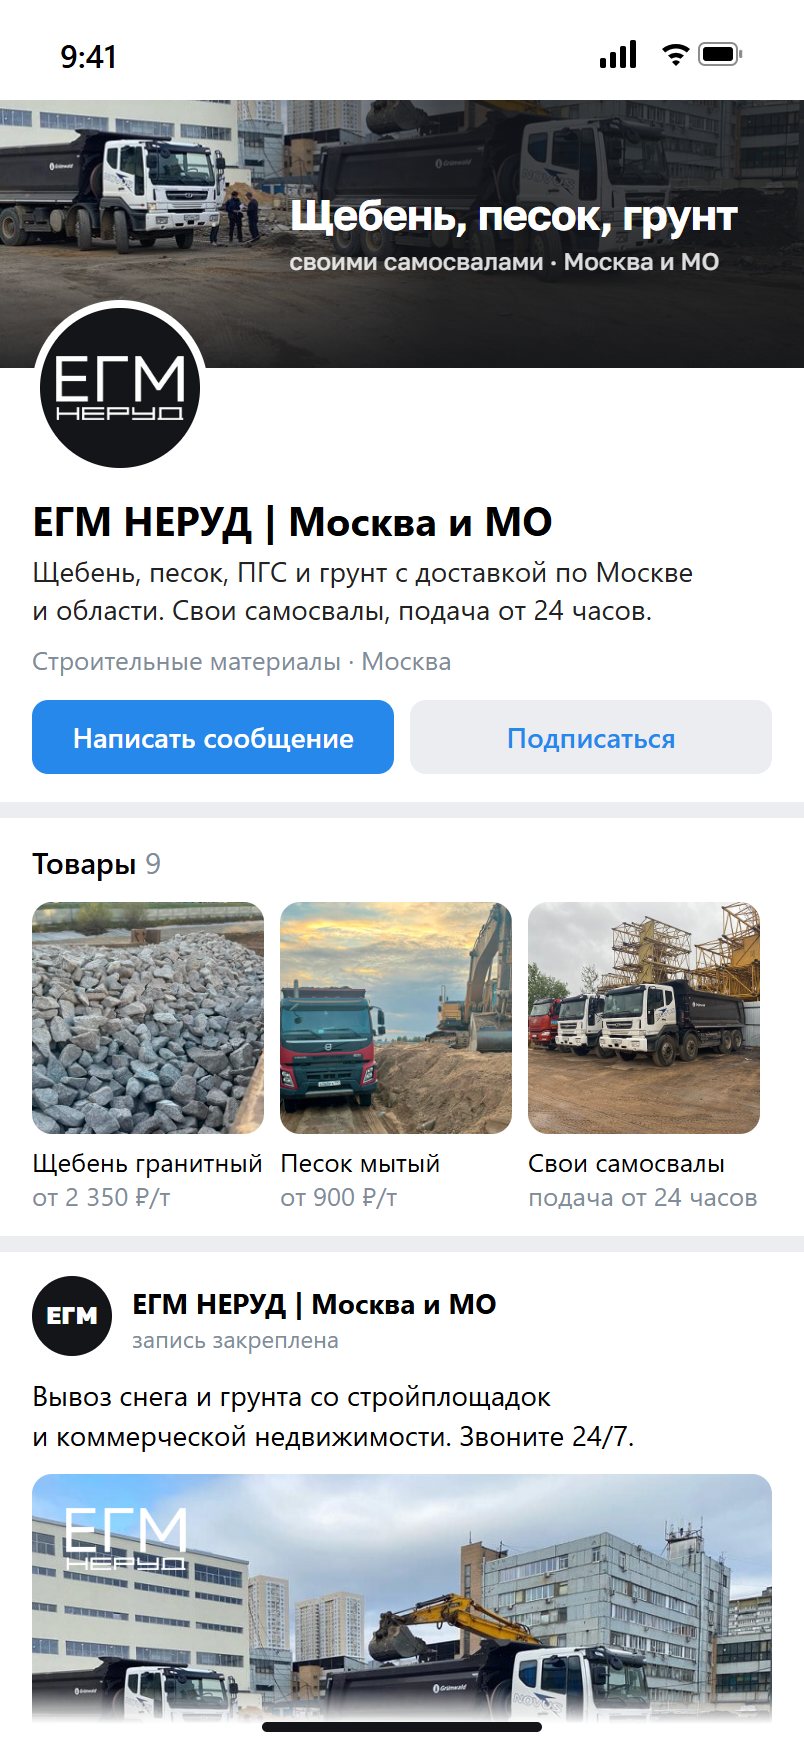 9:41
Щебень, песок, грунт
своими самосвалами · Москва и МО
ЕГМ
НЕРУД
ЕГМ НЕРУД | Москва и МО
Щебень, песок, ПГС и грунт с доставкой по Москве
и области. Свои самосвалы, подача от 24 часов.
Строительные материалы · Москва
Написать сообщение
Подписаться
Товары 9
Щебень гранитный
от 2 350 ₽/т
Песок мытый
от 900 ₽/т
Свои самосвалы
подача от 24 часов
ЕГМ
ЕГМ НЕРУД | Москва и МО
запись закреплена
Вывоз снега и грунта со стройплощадок
и коммерческой недвижимости. Звоните 24/7.
ЕГМ
НЕРУД
Grünwald
NOVUS